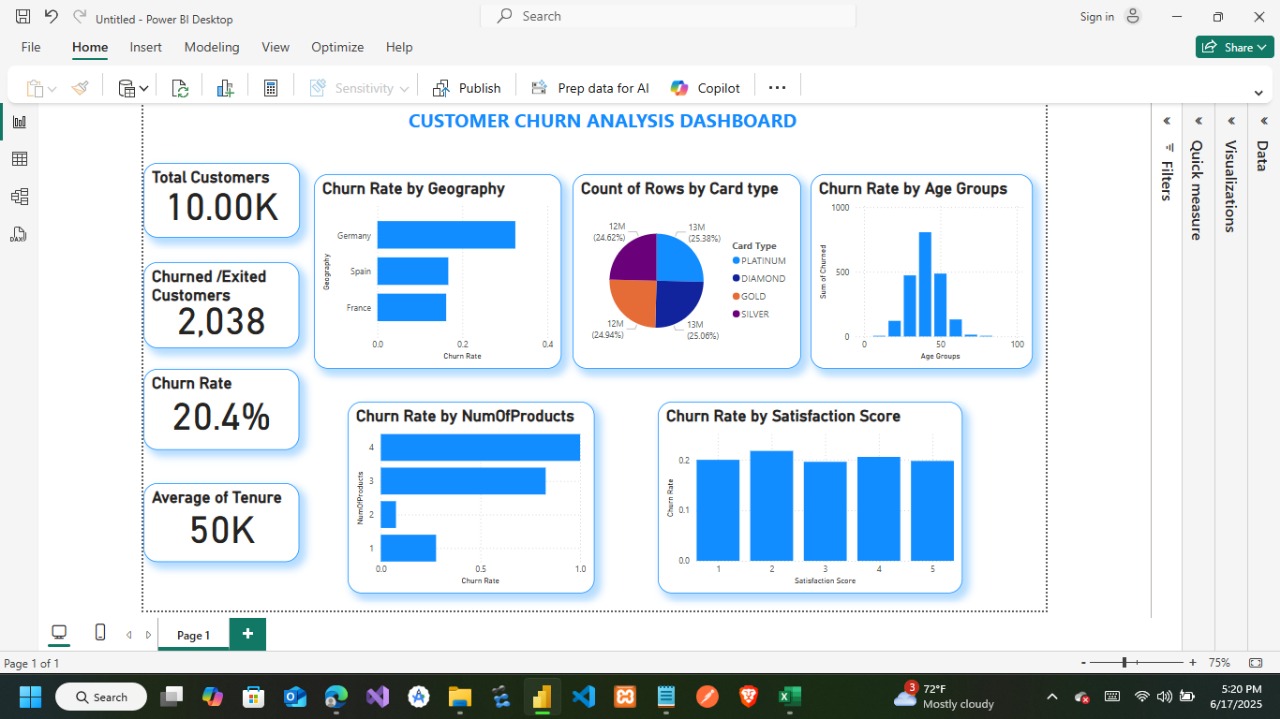 Untitled - Power BI Desktop
Search
Sign in
File
Home
Insert
Modeling
View
Optimize
Help
Share
Sensitivity
Publish
Prep data for AI
Copilot
CUSTOMER CHURN ANALYSIS DASHBOARD
Total Customers
10.00K
Churned /Exited
Customers
2,038
Churn Rate
20.4%
Average of Tenure
50K
Churn Rate by Geography
Geography
Germany
Spain
France
0.0 0.2 0.4
Churn Rate
Count of Rows by Card type
12M
(24.62%)
13M
(25.38%)
12M
(24.94%)
13M
(25.06%)
Card Type
PLATINUM
DIAMOND
GOLD
SILVER
Churn Rate by Age Groups
Sum of Churned
1000
500
0
0 50 100
Age Groups
Churn Rate by NumOfProducts
NumOfProducts
4
3
2
1
0.0 0.5 1.0
Churn Rate
Churn Rate by Satisfaction Score
Churn Rate
0.2
0.1
0.0
1 2 3 4 5
Satisfaction Score
Filters
Quick measure
Visualizations
Data
Page 1
Page 1 of 1
- + 75%
Search
3
72°F
Mostly cloudy
5:20 PM
6/17/2025